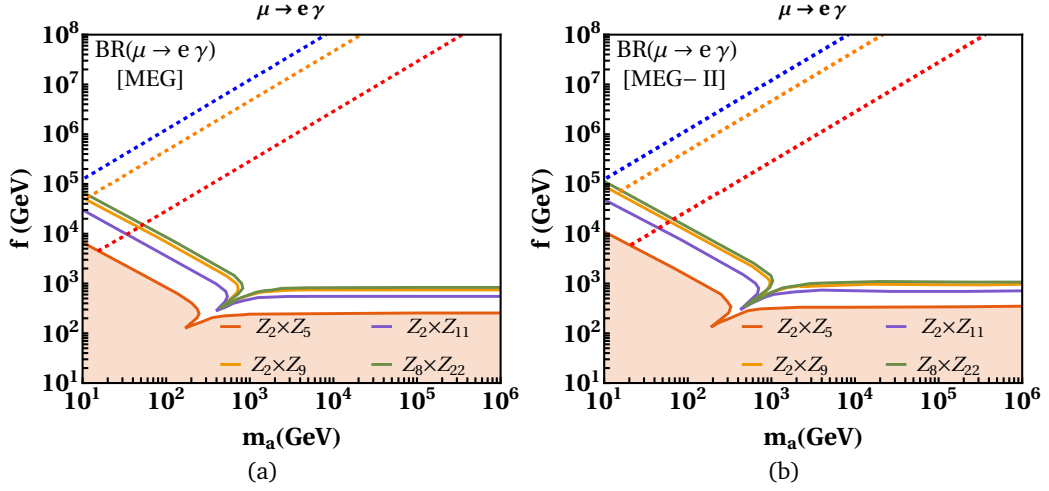 μ → e γ
BR(μ → e γ)
[MEG]
f (GeV)
10⁸
10⁷
10⁶
10⁵
10⁴
10³
10²
10¹
Z₂×Z₅
Z₂×Z₁₁
Z₂×Z₉
Z₈×Z₂₂
10¹ 10² 10³ 10⁴ 10⁵ 10⁶
mₐ(GeV)
(a)
μ → e γ
BR(μ → e γ)
[MEG− II]
f (GeV)
10⁸
10⁷
10⁶
10⁵
10⁴
10³
10²
10¹
Z₂×Z₅
Z₂×Z₁₁
Z₂×Z₉
Z₈×Z₂₂
10¹ 10² 10³ 10⁴ 10⁵ 10⁶
mₐ(GeV)
(b)